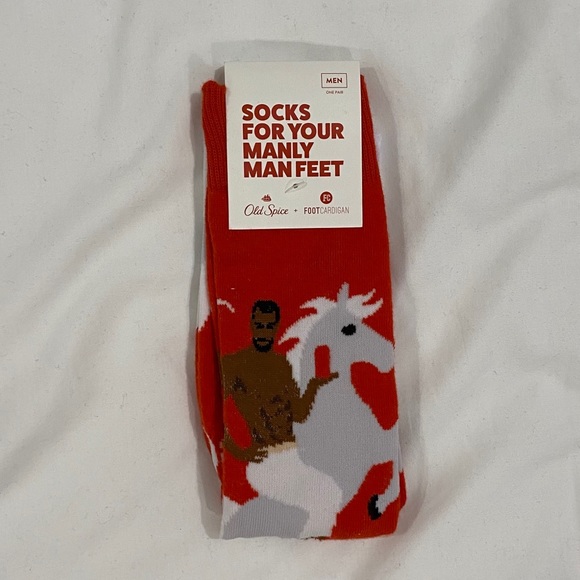 MEN
ONE PAIR
SOCKS
FOR YOUR
MANLY
MAN FEET
Old Spice + FC FOOTCARDIGAN